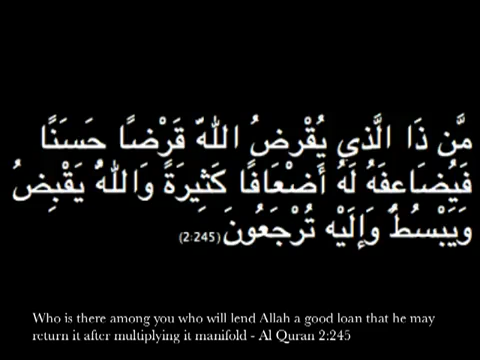 مَّن ذَا الَّذِي يُقْرِضُ اللَّهَ قَرْضًا حَسَنًا
فَيُضَاعِفَهُ لَهُ أَضْعَافًا كَثِيرَةً وَاللَّهُ يَقْبِضُ
وَيَبْسُطُ وَإِلَيْهِ تُرْجَعُونَ (2:245)
Who is there among you who will lend Allah a good loan that he may
return it after multiplying it manifold - Al Quran 2:245